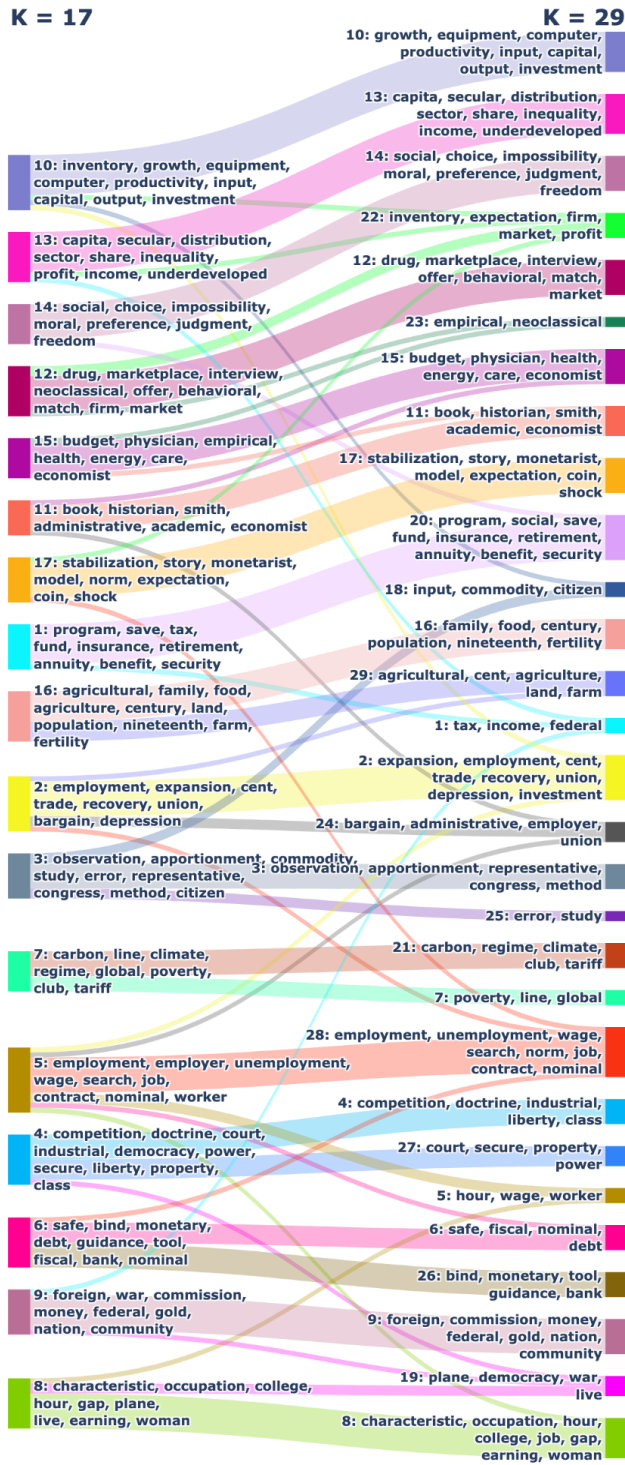 K = 17
10: inventory, growth, equipment,
computer, productivity, input,
capital, output, investment
13: capita, secular, distribution,
sector, share, inequality,
profit, income, underdeveloped
14: social, choice, impossibility,
moral, preference, judgment,
freedom
12: drug, marketplace, interview,
neoclassical, offer, behavioral,
match, firm, market
15: budget, physician, empirical,
health, energy, care,
economist
11: book, historian, smith,
administrative, academic, economist
17: stabilization, story, monetarist,
model, norm, expectation,
coin, shock
1: program, save, tax,
fund, insurance, retirement,
annuity, benefit, security
16: agricultural, family, food,
agriculture, century, land,
population, nineteenth, farm,
fertility
2: employment, expansion, cent,
trade, recovery, union,
bargain, depression
3: observation, apportionment, commodity,
study, error, representative,
congress, method, citizen
7: carbon, line, climate,
regime, global, poverty,
club, tariff
5: employment, employer, unemployment,
wage, search, job,
contract, nominal, worker
4: competition, doctrine, court,
industrial, democracy, power,
secure, liberty, property,
class
6: safe, bind, monetary,
debt, guidance, tool,
fiscal, bank, nominal
9: foreign, war, commission,
money, federal, gold,
nation, community
8: characteristic, occupation, college,
hour, gap, plane,
live, earning, woman
K = 29
10: growth, equipment, computer,
productivity, input, capital,
output, investment
13: capita, secular, distribution,
sector, share, inequality,
income, underdeveloped
14: social, choice, impossibility,
moral, preference, judgment,
freedom
22: inventory, expectation, firm,
market, profit
12: drug, marketplace, interview,
offer, behavioral, match,
market
23: empirical, neoclassical
15: budget, physician, health,
energy, care, economist
11: book, historian, smith,
academic, economist
17: stabilization, story, monetarist,
model, expectation, coin,
shock
20: program, social, save,
fund, insurance, retirement,
annuity, benefit, security
18: input, commodity, citizen
16: family, food, century,
population, nineteenth, fertility
29: agricultural, cent, agriculture,
land, farm
1: tax, income, federal
2: expansion, employment, cent,
trade, recovery, union,
depression, investment
24: bargain, administrative, employer,
union
3: observation, apportionment, representative,
congress, method
25: error, study
21: carbon, regime, climate,
club, tariff
7: poverty, line, global
28: employment, unemployment, wage,
search, norm, job,
contract, nominal
4: competition, doctrine, industrial,
liberty, class
27: court, secure, property,
power
5: hour, wage, worker
6: safe, fiscal, nominal,
debt
26: bind, monetary, tool,
guidance, bank
9: foreign, commission, money,
federal, gold, nation,
community
19: plane, democracy, war,
live
8: characteristic, occupation, hour,
college, job, gap,
earning, woman